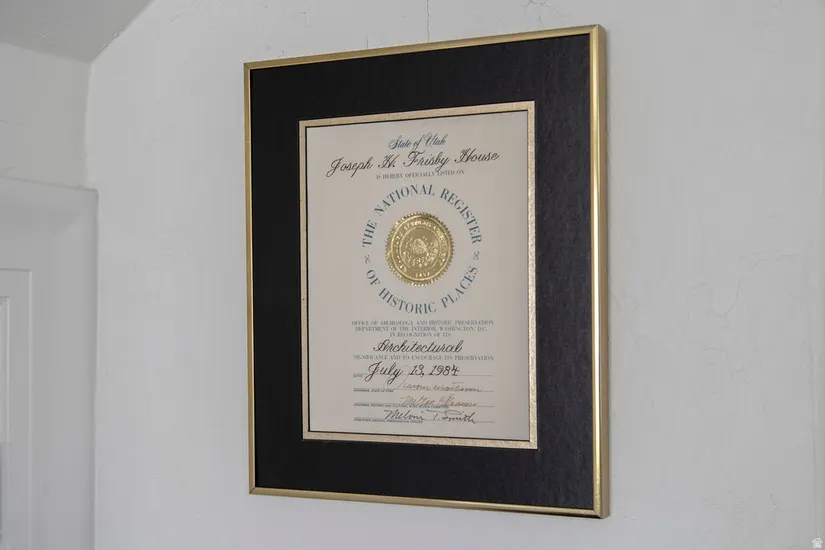 State of Utah
Joseph H. Frisby House
IS HEREBY OFFICIALLY LISTED ON
THE NATIONAL REGISTER
OF HISTORIC PLACES
OFFICE OF ARCHEOLOGY AND HISTORIC PRESERVATION
DEPARTMENT OF THE INTERIOR, WASHINGTON, D.C.
IN RECOGNITION OF ITS
Architectural
SIGNIFICANCE AND TO ENCOURAGE ITS PRESERVATION
July 13, 1984
Melvin T. Smith